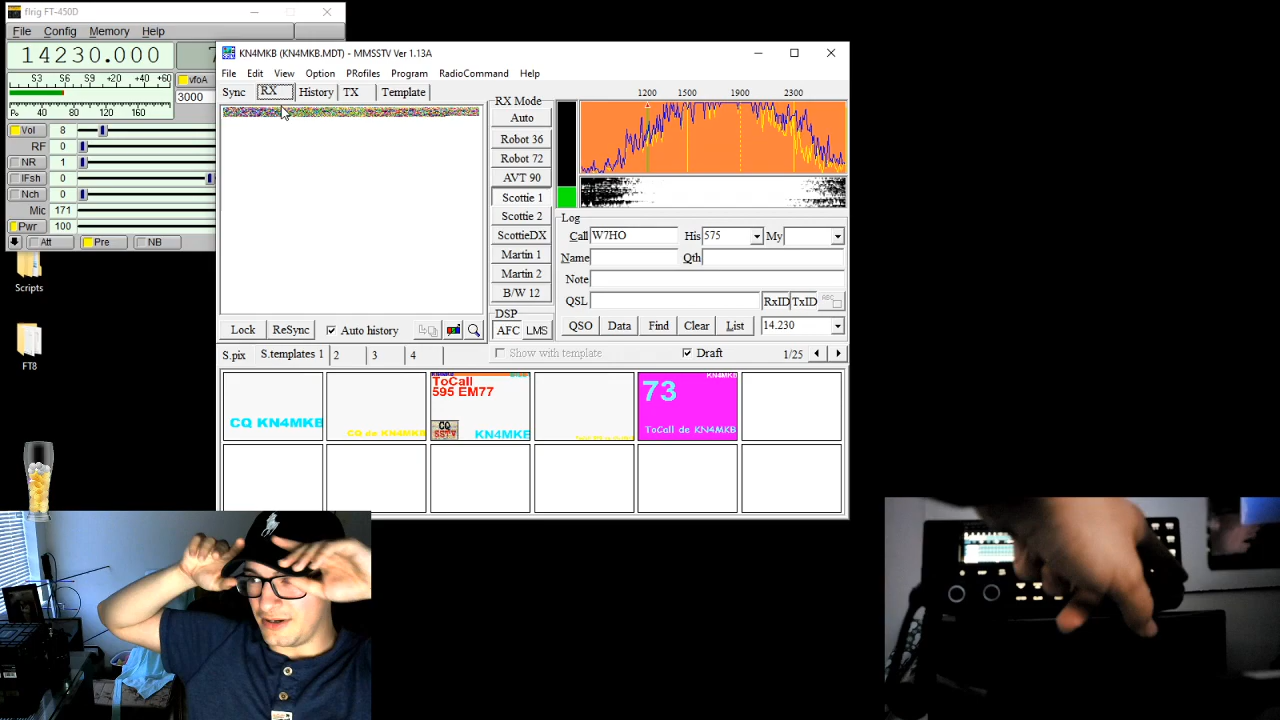 flrig FT-450D
File Config Memory Help
14230.000
S3 S6 S9 +20 +40 +60
Po 40 80 120 160
vfoA
3000
Vol 8
RF 0
NR 1
IFsh 0
Nch 0
Mic 171
Pwr 100
Att Pre NB
Scripts
FT8
KN4MKB (KN4MKB.MDT) - MMSSTV Ver 1.13A
File Edit View Option PRofiles Program RadioCommand Help
Sync RX History TX Template
RX Mode
Auto
Robot 36
Robot 72
AVT 90
Scottie 1
Scottie 2
ScottieDX
Martin 1
Martin 2
B/W 12
DSP
AFC LMS
1200 1500 1900 2300
Log
Call W7HO His 575 My
Name Qth
Note
QSL RxID TxID
QSO Data Find Clear List 14.230
Lock ReSync Auto history
Show with template Draft 1/25
S.pix S.templates 1 2 3 4
CQ KN4MKB
CQ de KN4MKB
ToCall
595 EM77
CQ
SSTV
KN4MKB
KN4MKB
73
ToCall de KN4MKB